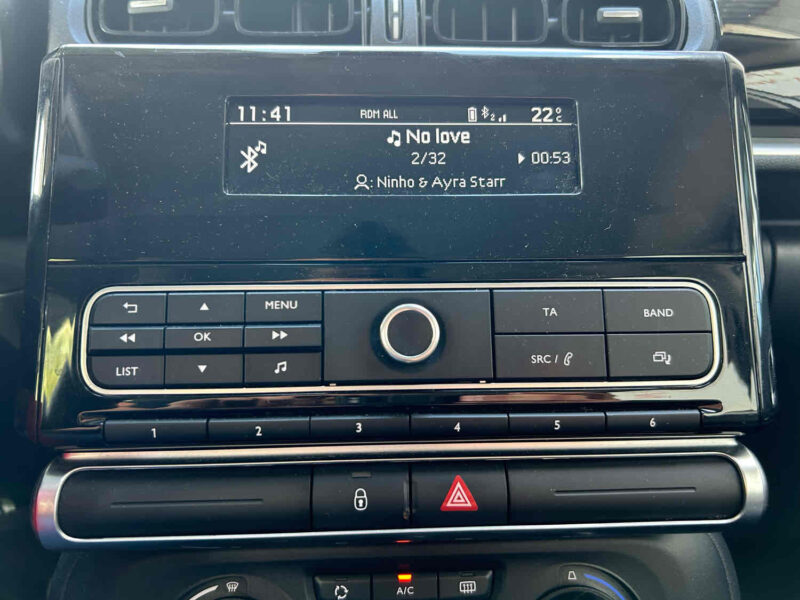 11:41 RDM ALL 2 22°C
No love
2/32 00:53
: Ninho & Ayra Starr
MENU
OK
LIST
TA BAND
SRC /
1 2 3 4 5 6
A/C